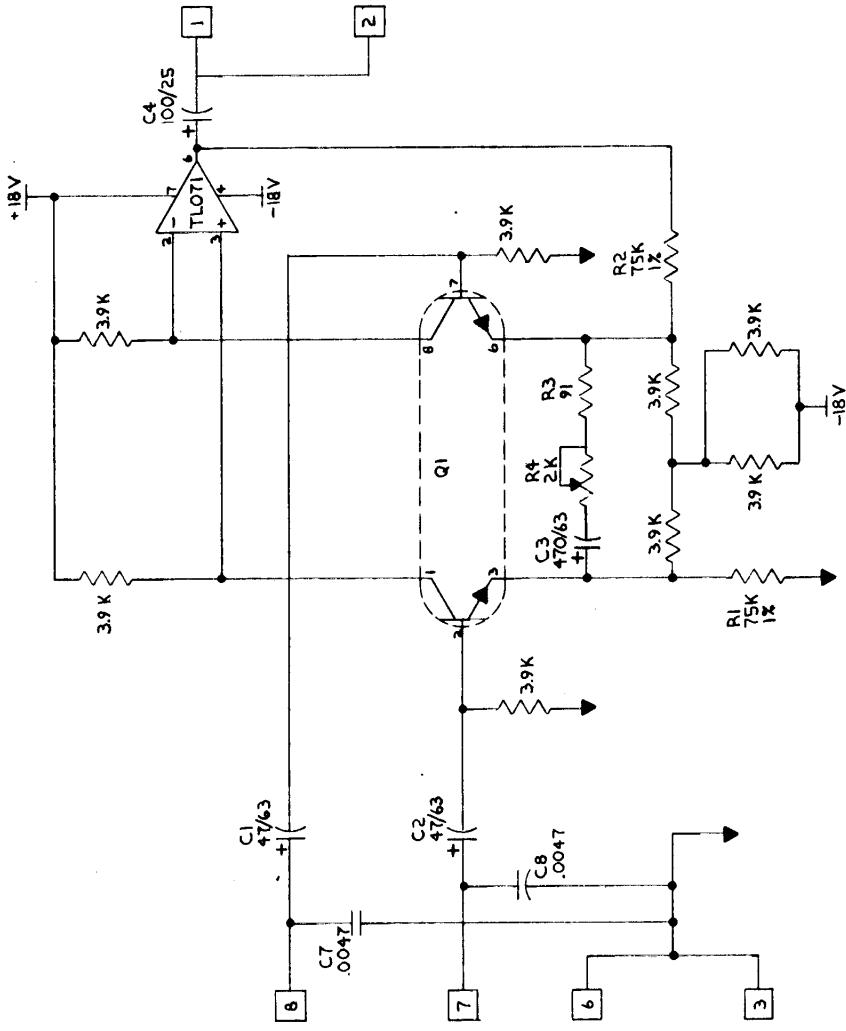 +18V
3.9K
3.9K
2
3
7
4
6
-
+
TL071
-18V
C4
100/25
+
1
2
C1
47/63
+
8
C7
.0047
C2
47/63
+
7
C8
.0047
6
3
3.9K
2
1
3
Q1
8
6
7
3.9K
C3
470/63
+
R4
2K
R3
91
R1
75K
1%
3.9K
3.9K
R2
75K
1%
3.9K
3.9K
-18V